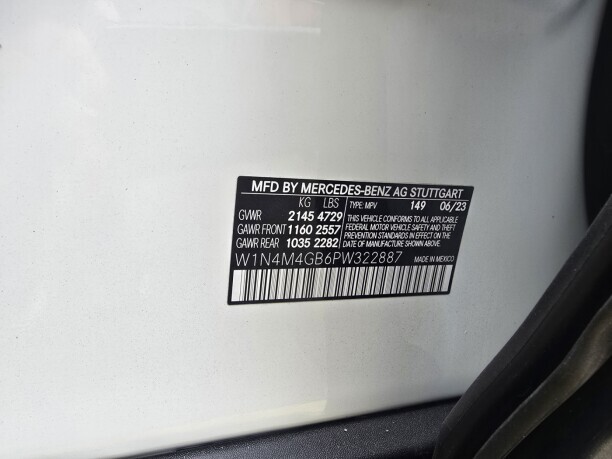 MFD BY MERCEDES-BENZ AG STUTTGART
KG LBS TYPE: MPV 149 06/23
GVWR 2145 4729
GAWR FRONT 1160 2557
GAWR REAR 1035 2282
THIS VEHICLE CONFORMS TO ALL APPLICABLE
FEDERAL MOTOR VEHICLE SAFETY AND THEFT
PREVENTION STANDARDS IN EFFECT ON THE
DATE OF MANUFACTURE SHOWN ABOVE.
W1N4M4GB6PW322887 MADE IN MEXICO